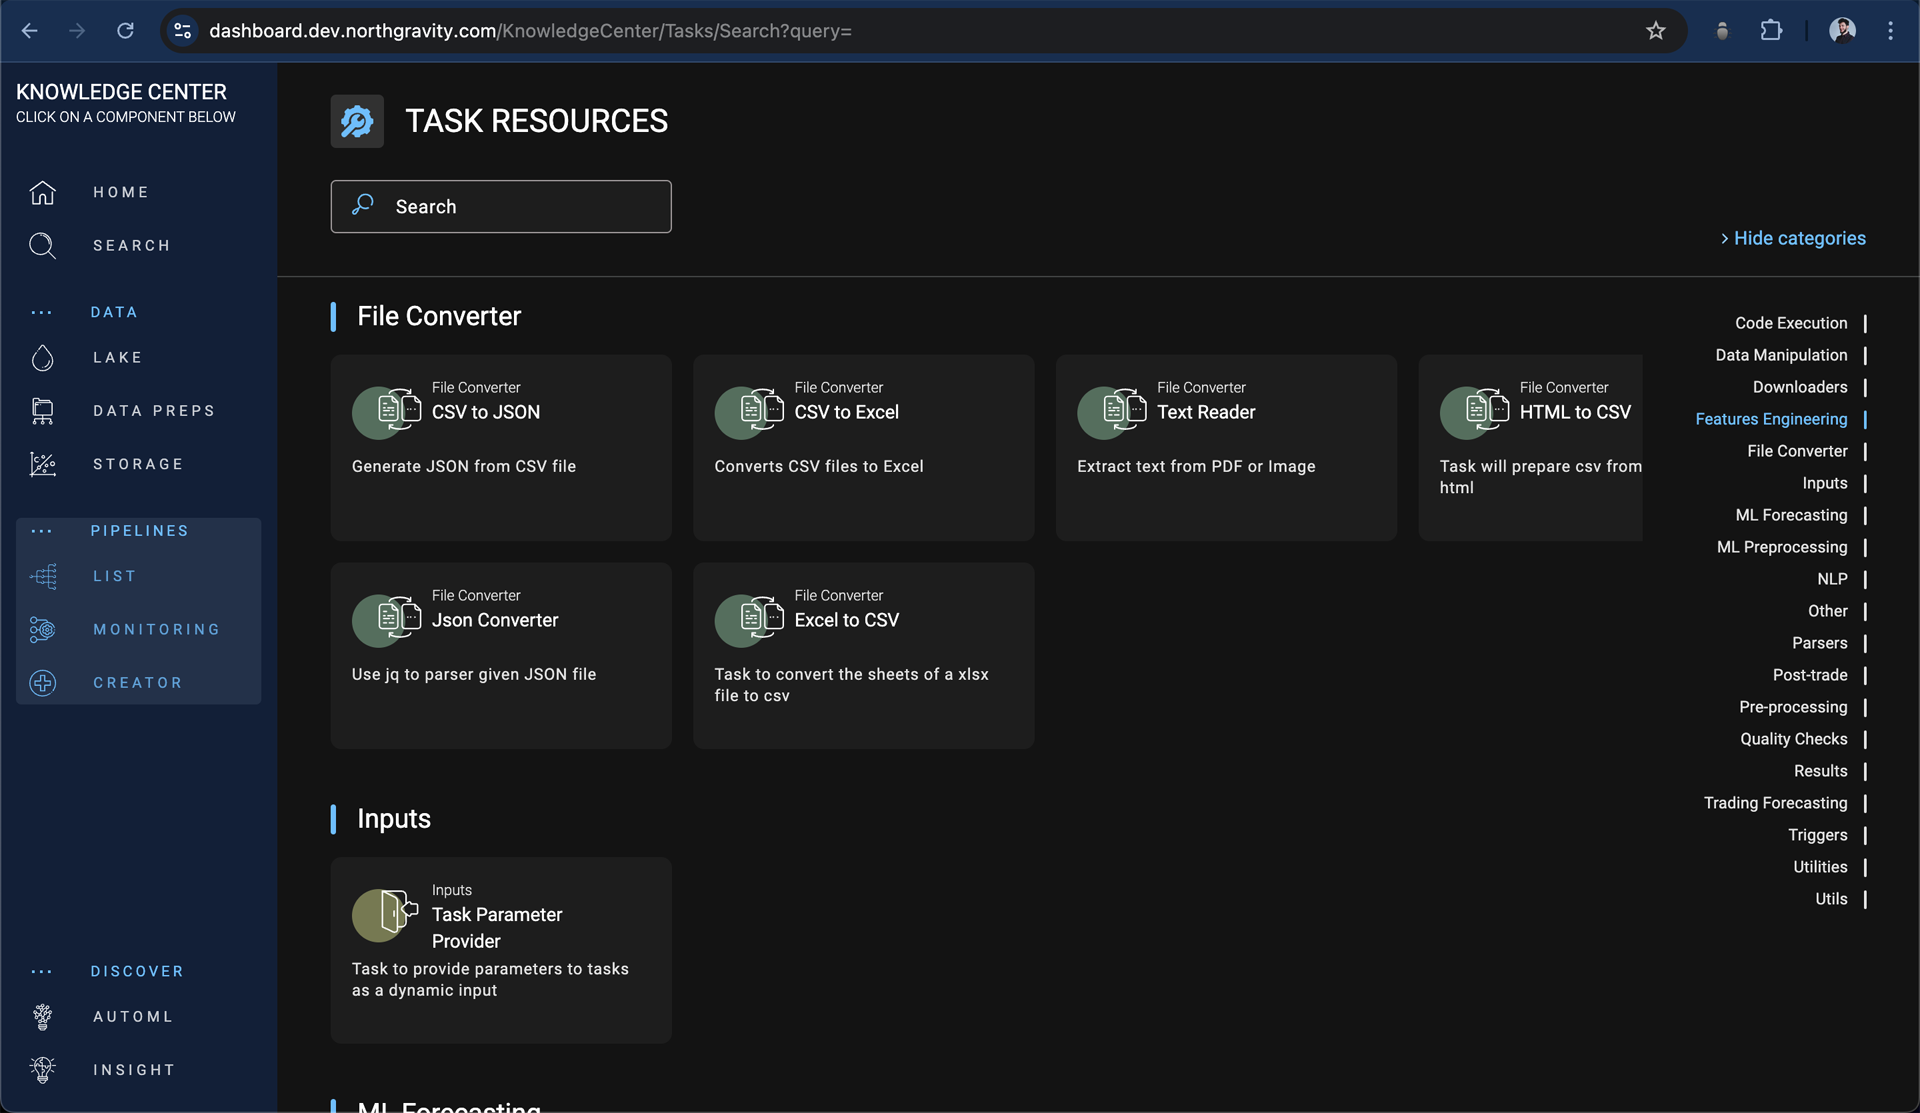 dashboard.dev.northgravity.com/KnowledgeCenter/Tasks/Search?query=
KNOWLEDGE CENTER
CLICK ON A COMPONENT BELOW
HOME
SEARCH
DATA
LAKE
DATA PREPS
STORAGE
PIPELINES
LIST
MONITORING
CREATOR
DISCOVER
AUTOML
INSIGHT
TASK RESOURCES
Search
> Hide categories
File Converter
File Converter
CSV to JSON
Generate JSON from CSV file
File Converter
CSV to Excel
Converts CSV files to Excel
File Converter
Text Reader
Extract text from PDF or Image
File Converter
HTML to CSV
Task will prepare csv from
html
File Converter
Json Converter
Use jq to parser given JSON file
File Converter
Excel to CSV
Task to convert the sheets of a xlsx
file to csv
Inputs
Inputs
Task Parameter
Provider
Task to provide parameters to tasks
as a dynamic input
ML Forecasting
Code Execution
Data Manipulation
Downloaders
Features Engineering
File Converter
Inputs
ML Forecasting
ML Preprocessing
NLP
Other
Parsers
Post-trade
Pre-processing
Quality Checks
Results
Trading Forecasting
Triggers
Utilities
Utils